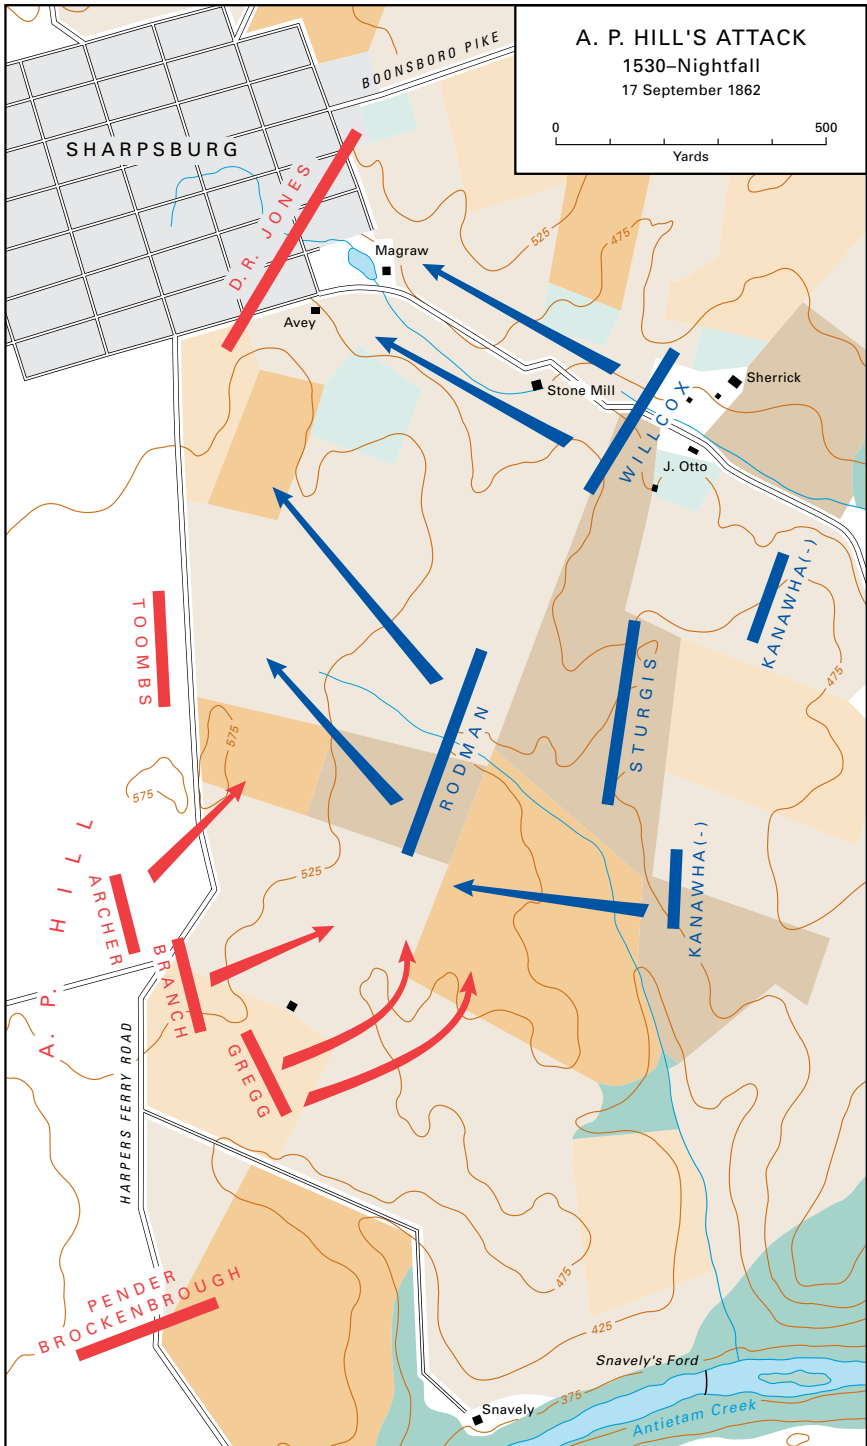 A. P. HILL'S ATTACK
1530–Nightfall
17 September 1862
0
500
Yards
BOONSBORO PIKE
SHARPSBURG
D. R. JONES
Magraw
525
475
Avey
Stone Mill
Sherrick
WILLCOX
J. Otto
KANAWHA(-)
TOOMBS
STURGIS
475
RODMAN
575
575
KANAWHA(-)
A. P. HILL
ARCHER
525
BRANCH
GREGG
HARPERS FERRY ROAD
PENDER
BROCKENBROUGH
475
425
Snavely's Ford
375
Snavely
Antietam Creek